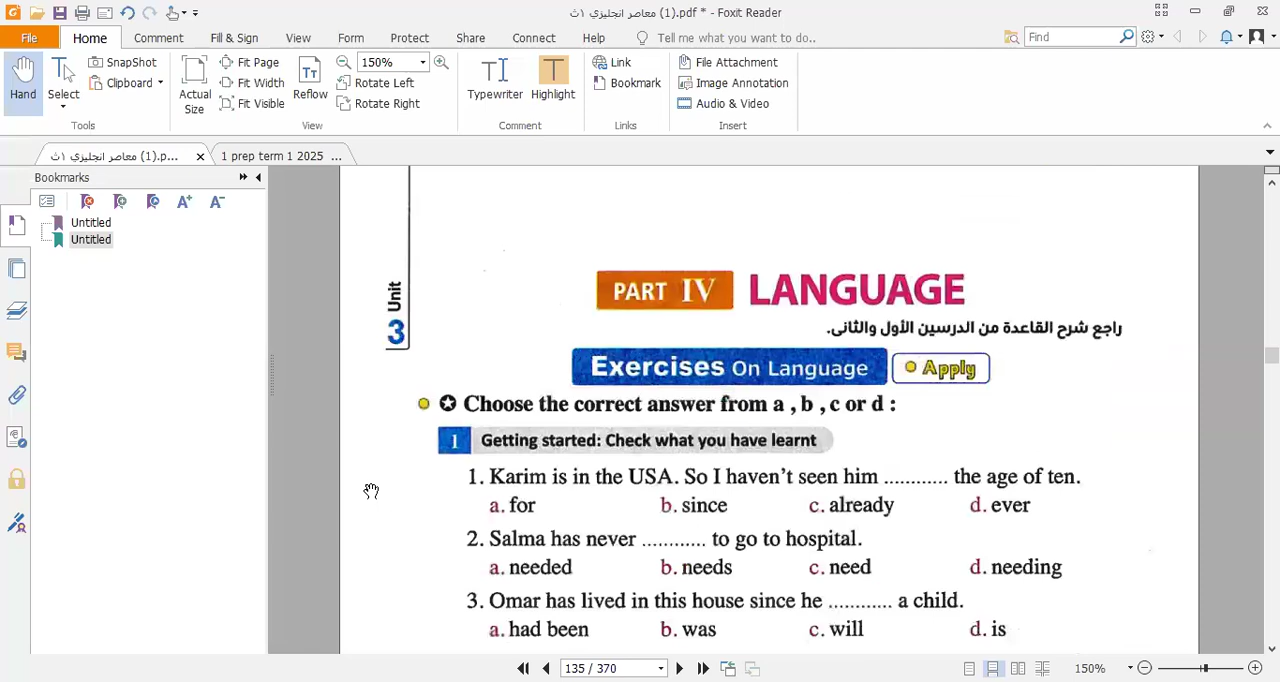 معاصر انجليزي ١ث (1).pdf * - Foxit Reader
File Home Comment Fill & Sign View Form Protect Share Connect Help Tell me what you want to do.. Find
Hand Select SnapShot Clipboard Actual Size Fit Page Fit Width Fit Visible Reflow 150% Rotate Left Rotate Right Typewriter Highlight Link Bookmark File Attachment Image Annotation Audio & Video
Tools View Comment Links Insert
معاصر انجليزي ١ث (1).p... 1 prep term 1 2025 ...
Bookmarks
Untitled
Untitled
Unit 3
PART IV LANGUAGE
راجع شرح القاعدة من الدرسين الأول والثانى.
Exercises On Language Apply
Choose the correct answer from a , b , c or d :
1 Getting started: Check what you have learnt
1. Karim is in the USA. So I haven't seen him ............ the age of ten.
a. for b. since c. already d. ever
2. Salma has never ............ to go to hospital.
a. needed b. needs c. need d. needing
3. Omar has lived in this house since he ............ a child.
a. had been b. was c. will d. is
135 / 370 150%